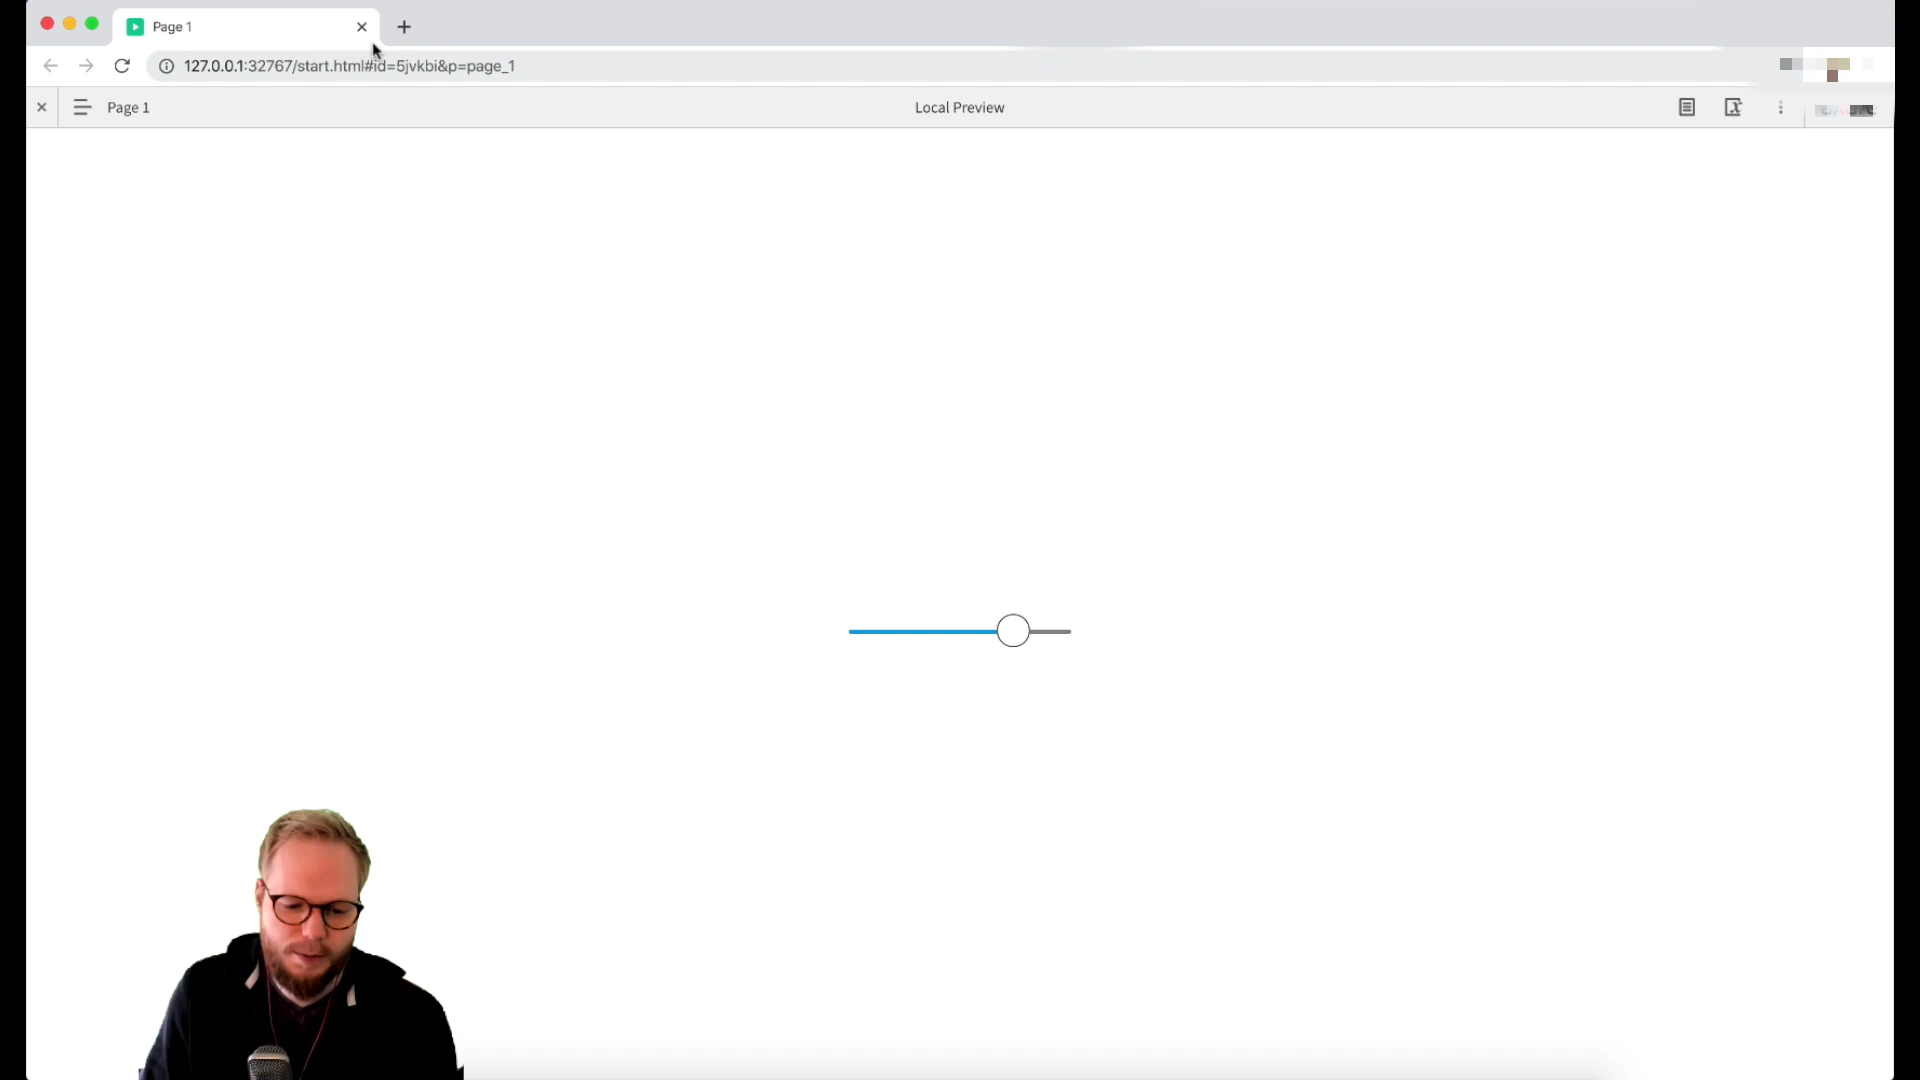 Page 1
127.0.0.1:32767/start.html#id=5jvkbi&p=page_1
Page 1
Local Preview